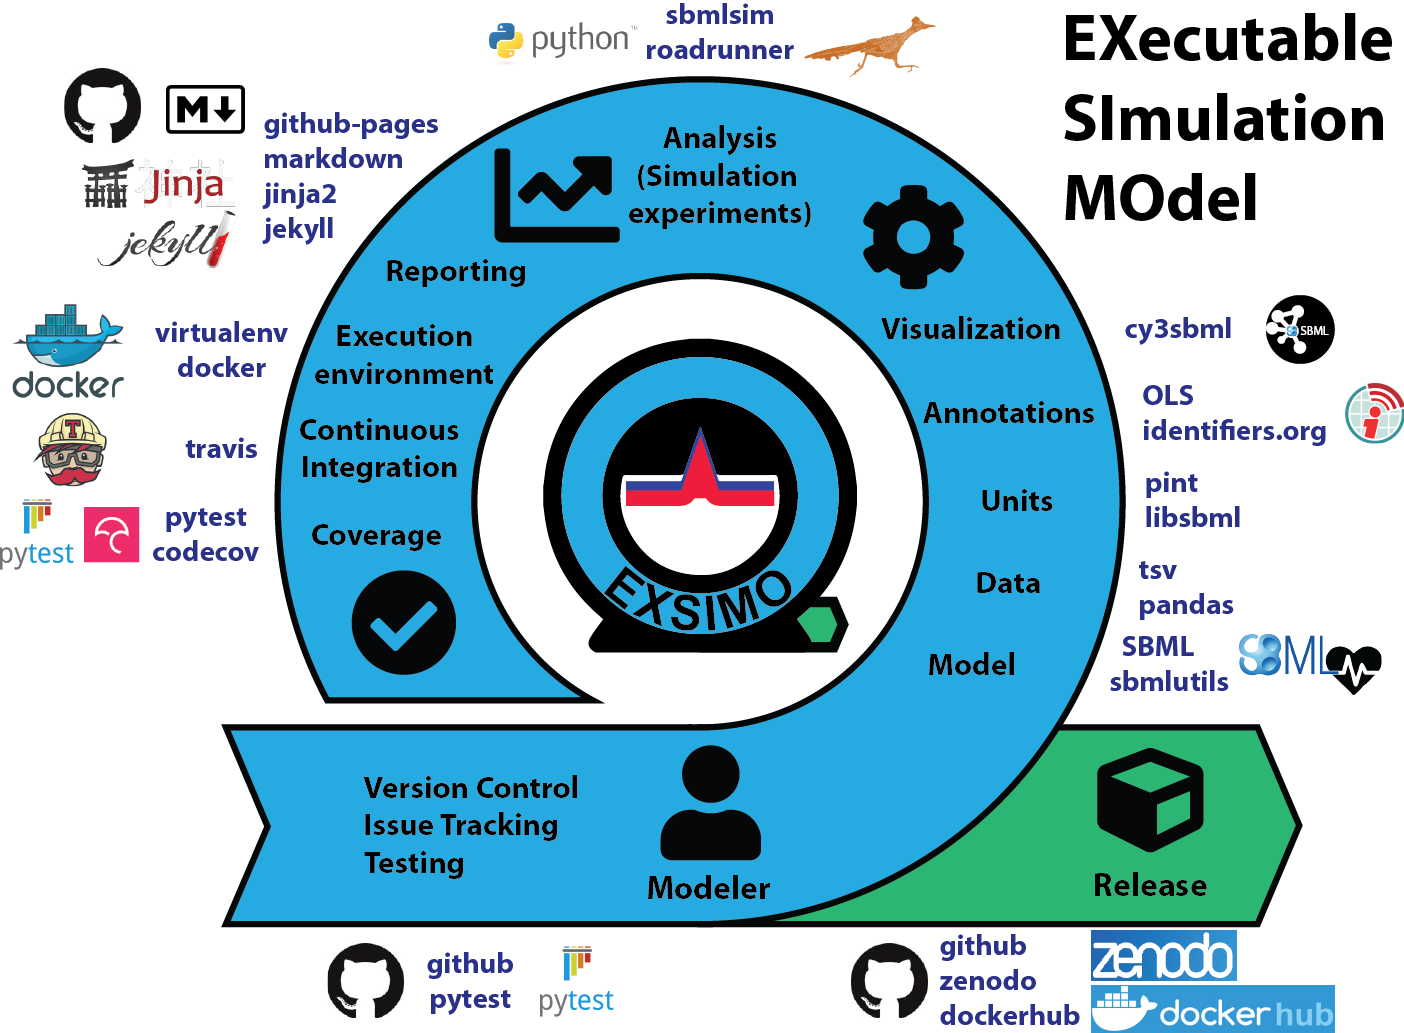 EXecutable
SImulation
MOdel
python™
sbmlsim
roadrunner
M
github-pages
markdown
jinja2
jekyll
Jinja
jekyll
Analysis
(Simulation
experiments)
Reporting
Execution
environment
Continuous
Integration
Coverage
Visualization
Annotations
Units
Data
Model
virtualenv
docker
docker
T
travis
pytest
codecov
pytest
cy3sbml
SBML
OLS
identifiers.org
i
pint
libsbml
tsv
pandas
SBML
sbmlutils
SBML
EXSIMO
Version Control
Issue Tracking
Testing
Modeler
Release
github
pytest
pytest
github
zenodo
dockerhub
zenodo
docker hub